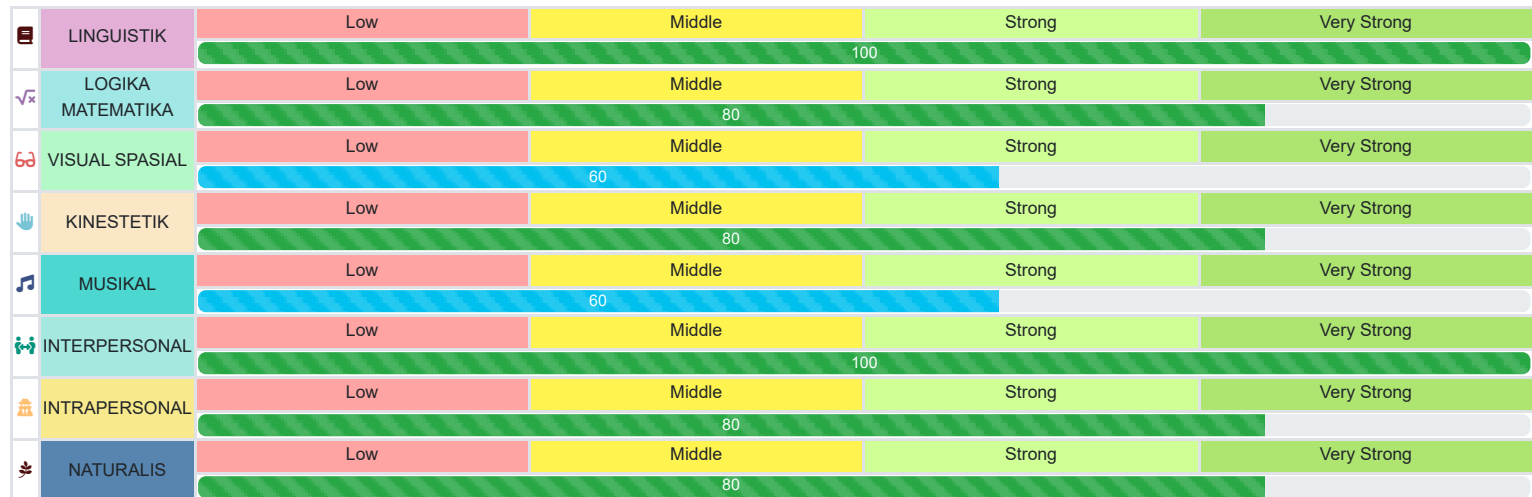 LINGUISTIK
Low Middle Strong Very Strong
100
LOGIKA
MATEMATIKA
Low Middle Strong Very Strong
80
VISUAL SPASIAL
Low Middle Strong Very Strong
60
KINESTETIK
Low Middle Strong Very Strong
80
MUSIKAL
Low Middle Strong Very Strong
60
INTERPERSONAL
Low Middle Strong Very Strong
100
INTRAPERSONAL
Low Middle Strong Very Strong
80
NATURALIS
Low Middle Strong Very Strong
80